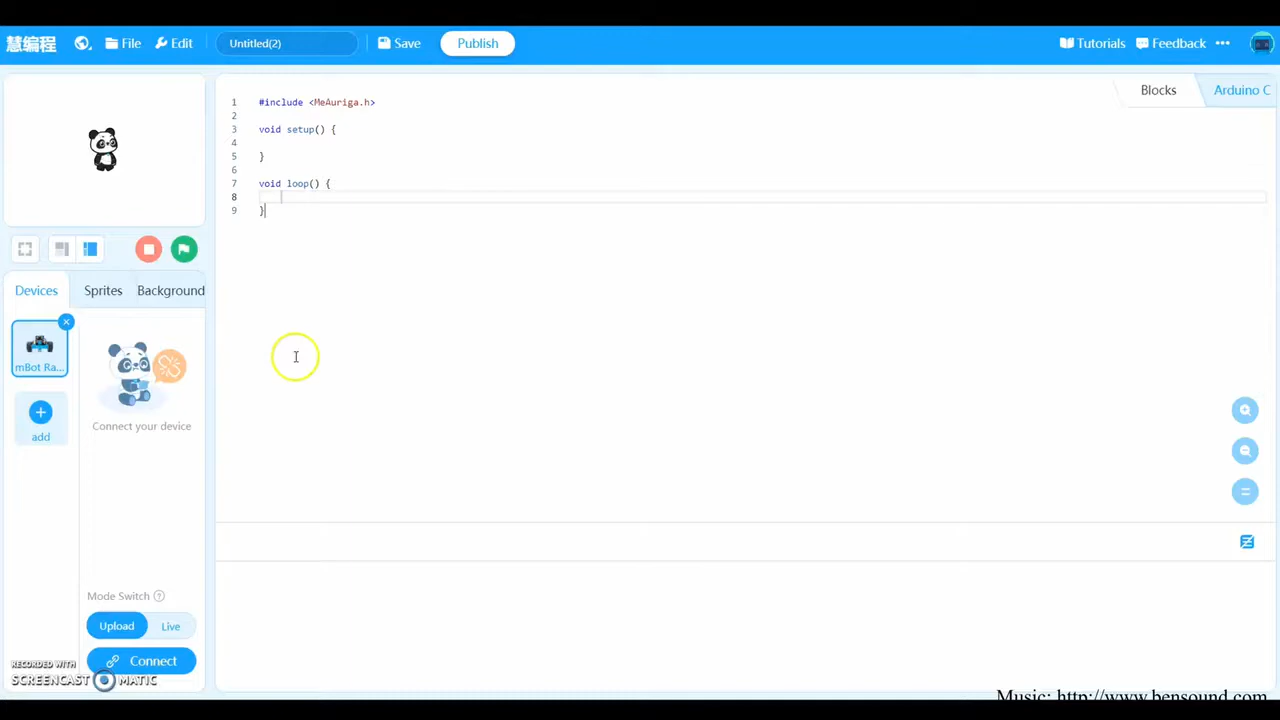 慧编程 File Edit Untitled(2) Save Publish Tutorials Feedback
Blocks Arduino C
1 #include <MeAuriga.h>
2
3 void setup() {
4
5 }
6
7 void loop() {
8
9 }
Devices Sprites Background
mBot Ra...
add
Connect your device
Mode Switch ?
Upload Live
Connect
RECORDED WITH
SCREENCAST MATIC
Music: http://www.bensound.com